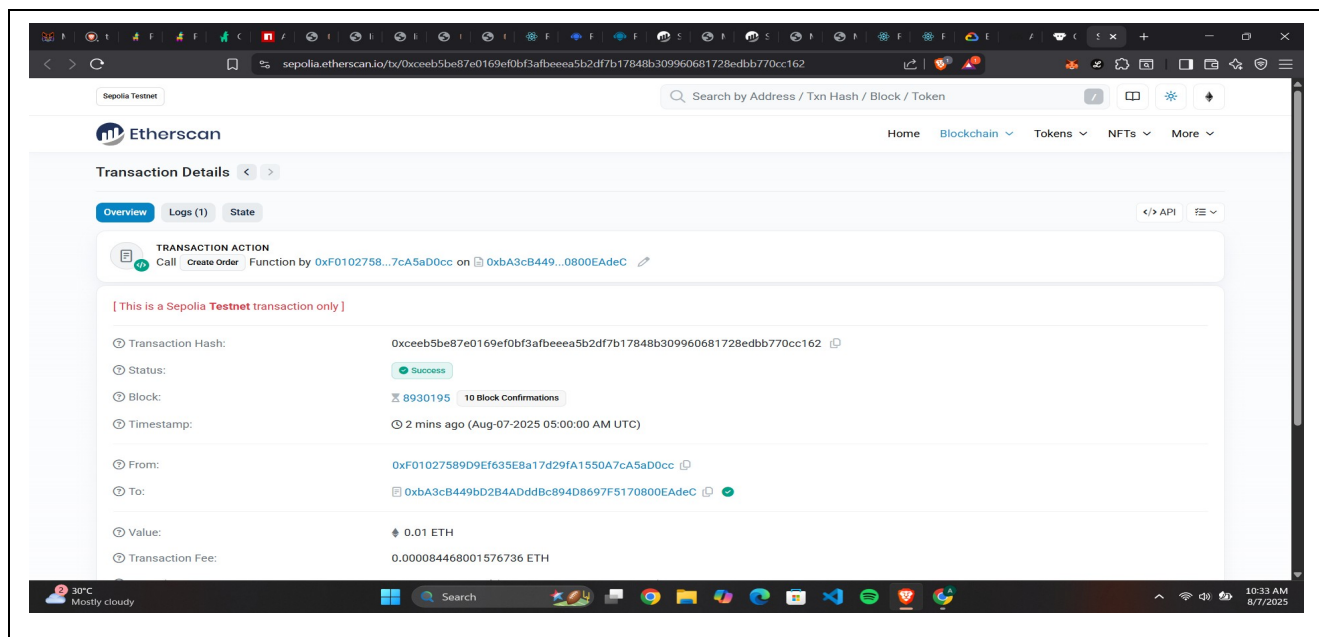 sepolia.etherscan.io/tx/0xceeb5be87e0169ef0bf3afbeeea5b2df7b17848b309960681728edbb770cc162
Sepolia Testnet
Search by Address / Txn Hash / Block / Token
/
Etherscan
Home Blockchain Tokens NFTs More
Transaction Details
Overview Logs (1) State
</> API
TRANSACTION ACTION
Call Create Order Function by 0xF0102758...7cA5aD0cc on 0xbA3cB449...0800EAdeC
[ This is a Sepolia Testnet transaction only ]
Transaction Hash: 0xceeb5be87e0169ef0bf3afbeeea5b2df7b17848b309960681728edbb770cc162
Status: Success
Block: 8930195 10 Block Confirmations
Timestamp: 2 mins ago (Aug-07-2025 05:00:00 AM UTC)
From: 0xF01027589D9Ef635E8a17d29fA1550A7cA5aD0cc
To: 0xbA3cB449bD2B4ADddBc894D8697F5170800EAdeC
Value: 0.01 ETH
Transaction Fee: 0.000084468001576736 ETH
2
30°C
Mostly cloudy
Search
10:33 AM
8/7/2025